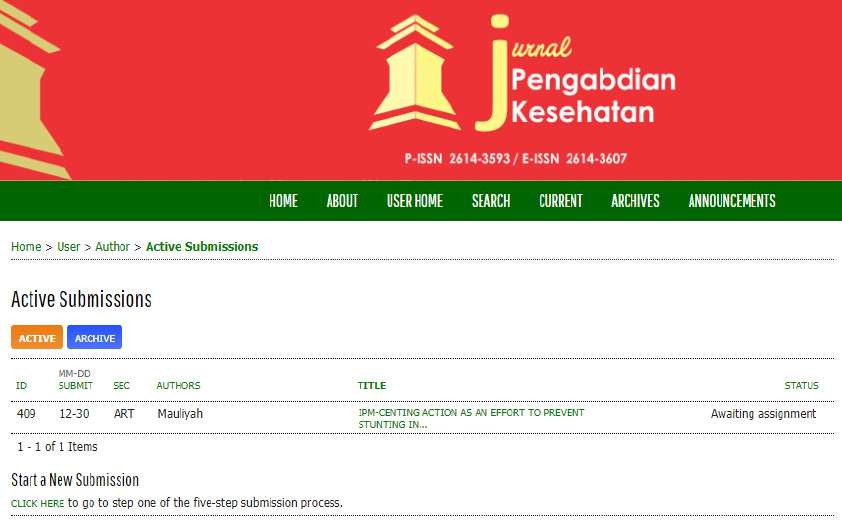 jurnal
Pengabdian
Kesehatan
P-ISSN 2614-3593 / E-ISSN 2614-3607
HOME ABOUT USER HOME SEARCH CURRENT ARCHIVES ANNOUNCEMENTS
Home > User > Author > Active Submissions
Active Submissions
ACTIVE ARCHIVE
MM-DD
ID SUBMIT SEC AUTHORS TITLE STATUS
409 12-30 ART Mauliyah IPM-CENTING ACTION AS AN EFFORT TO PREVENT Awaiting assignment
STUNTING IN...
1 - 1 of 1 Items
Start a New Submission
CLICK HERE to go to step one of the five-step submission process.